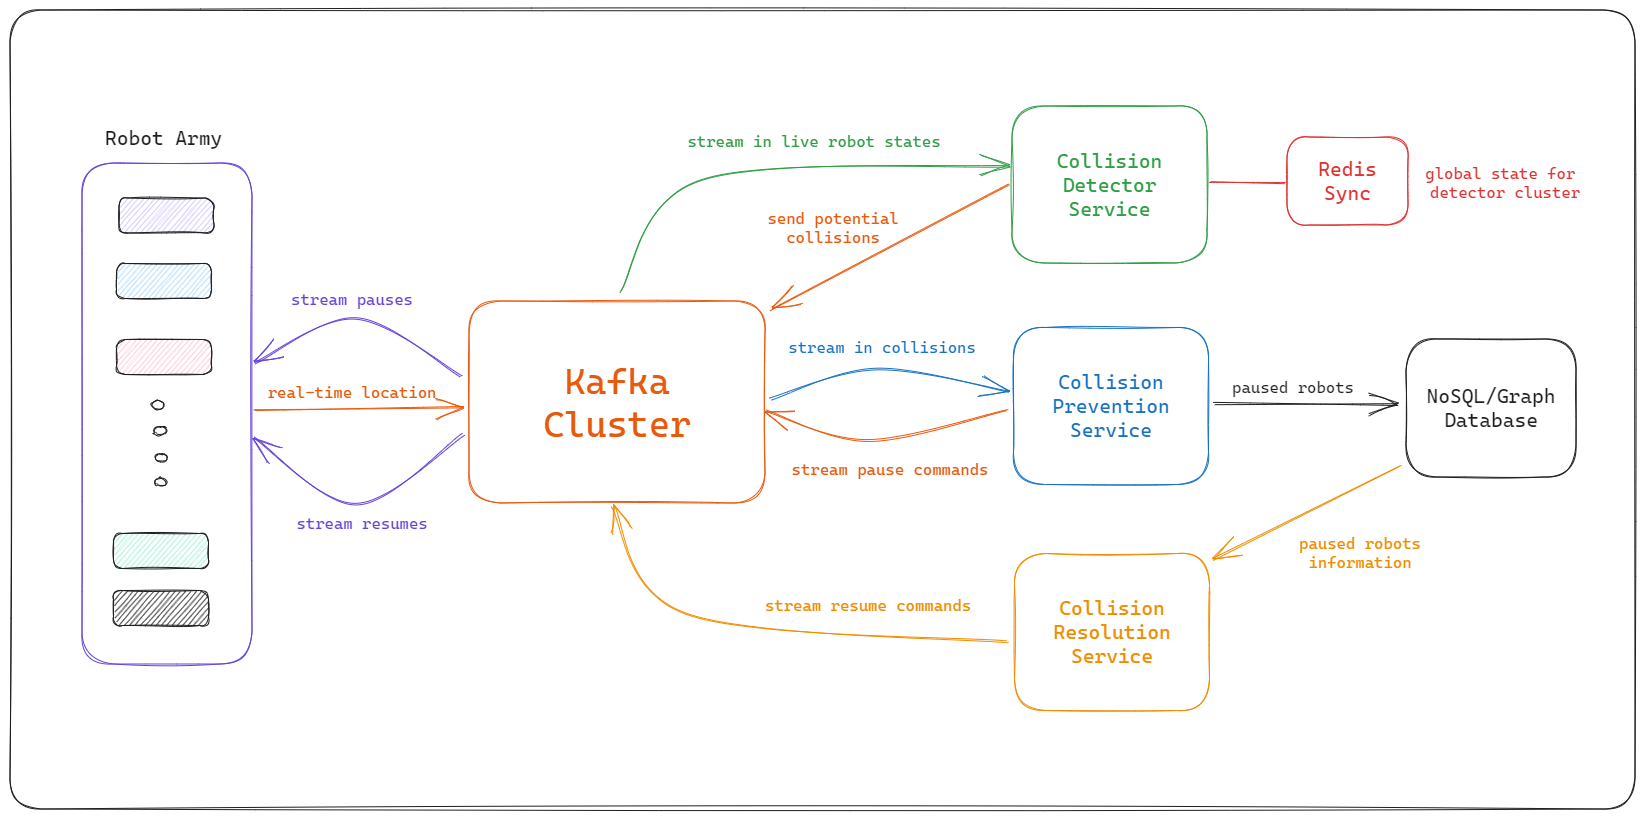 Robot Army
stream pauses
real-time location
stream resumes
Kafka
Cluster
stream in live robot states
send potential
collisions
stream in collisions
stream pause commands
stream resume commands
Collision
Detector
Service
Redis
Sync
global state for
detector cluster
Collision
Prevention
Service
paused robots
NoSQL/Graph
Database
paused robots
information
Collision
Resolution
Service